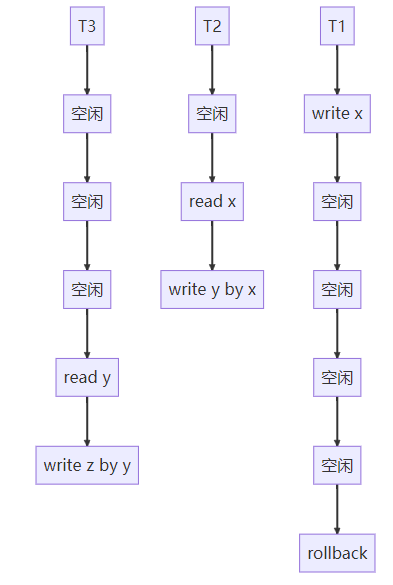 T3
空闲
空闲
空闲
read y
write z by y
T2
空闲
read x
write y by x
T1
write x
空闲
空闲
空闲
空闲
rollback